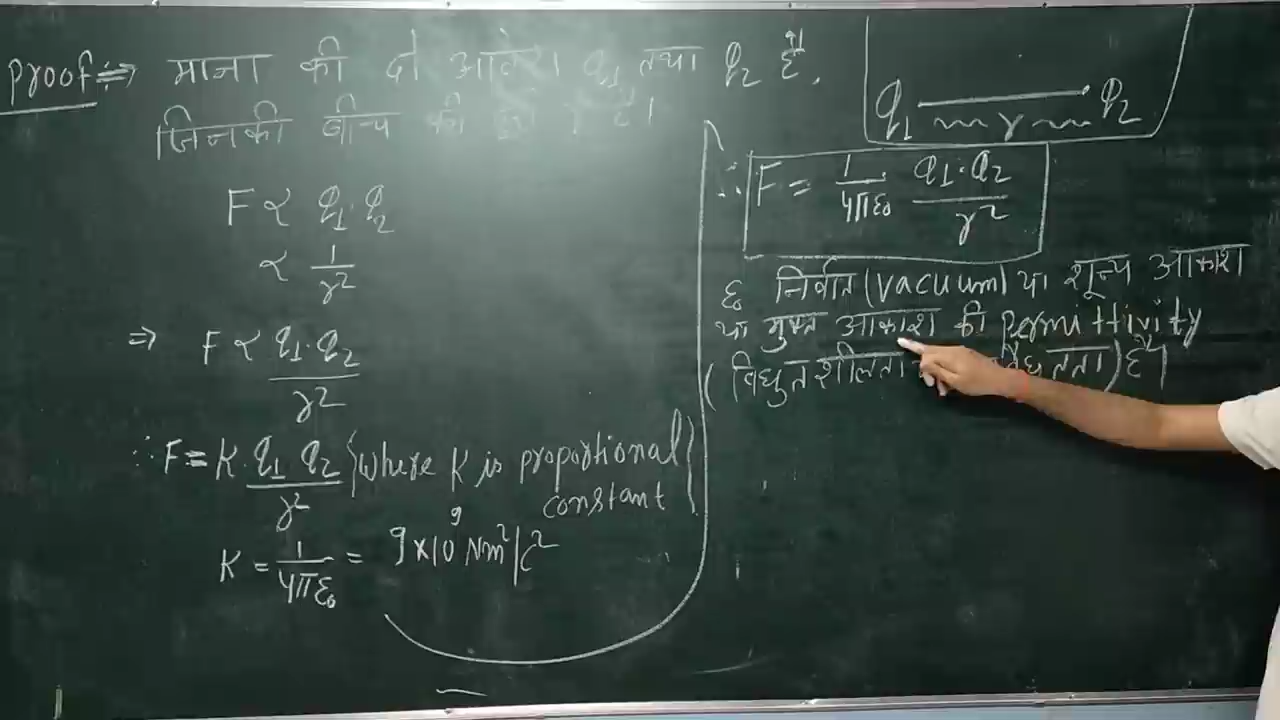 Proof ⇒ माना की दो आवेश q₁ तथा q₂ हैं,
जिनकी बीच की दूरी r है।
F ∝ q₁·q₂
∝ 1/r²
⇒ F ∝ q₁·q₂/r²
∴ F = K·q₁ q₂/r² {where K is proportional
constant}
K = 1/4πε₀ = 9×10⁹ Nm²/C²
q₁ r q₂
∴ F = 1/4πε₀ q₁·q₂/r²
ε₀ निर्वात (vacuum) या शून्य आकाश
या मुक्त आकाश की permittivity
(विधुतशीलता) है।